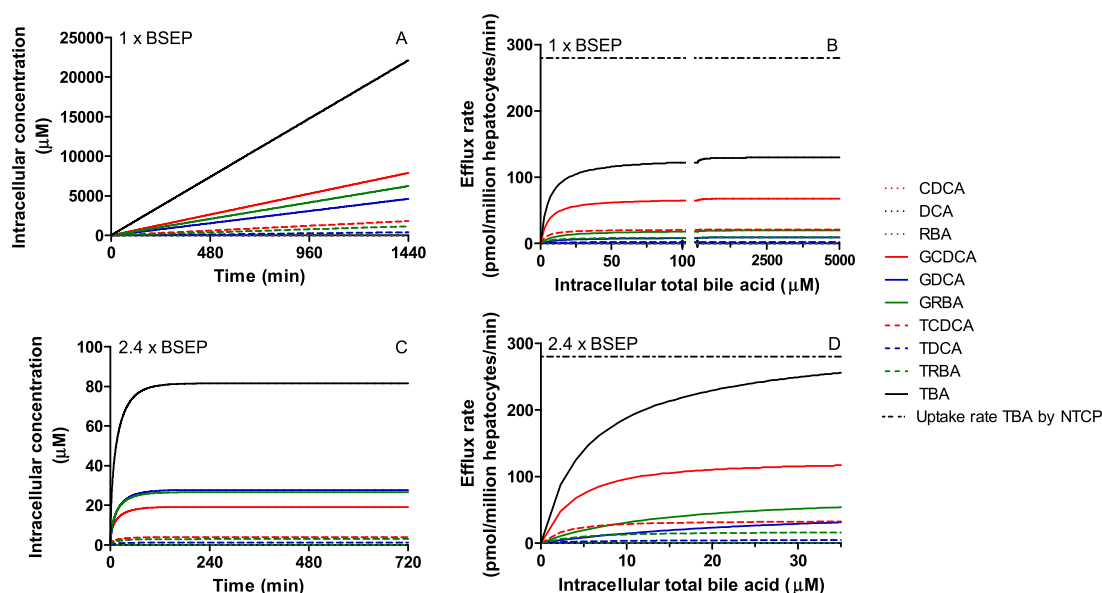 1 x BSEP
A
25000
20000
15000
10000
5000
0
0
480
960
1440
Time (min)
Intracellular concentration
(μM)
1 x BSEP
B
300
200
100
0
0
50
100
2500
5000
Intracellular total bile acid (μM)
Efflux rate
(pmol/million hepatocytes/min)
2.4 x BSEP
C
100
80
60
40
20
0
0
240
480
720
Time (min)
Intracellular concentration
(μM)
2.4 x BSEP
D
300
200
100
0
0
10
20
30
Intracellular total bile acid (μM)
Efflux rate
(pmol/million hepatocytes/min)
CDCA
DCA
RBA
GCDCA
GDCA
GRBA
TCDCA
TDCA
TRBA
TBA
Uptake rate TBA by NTCP